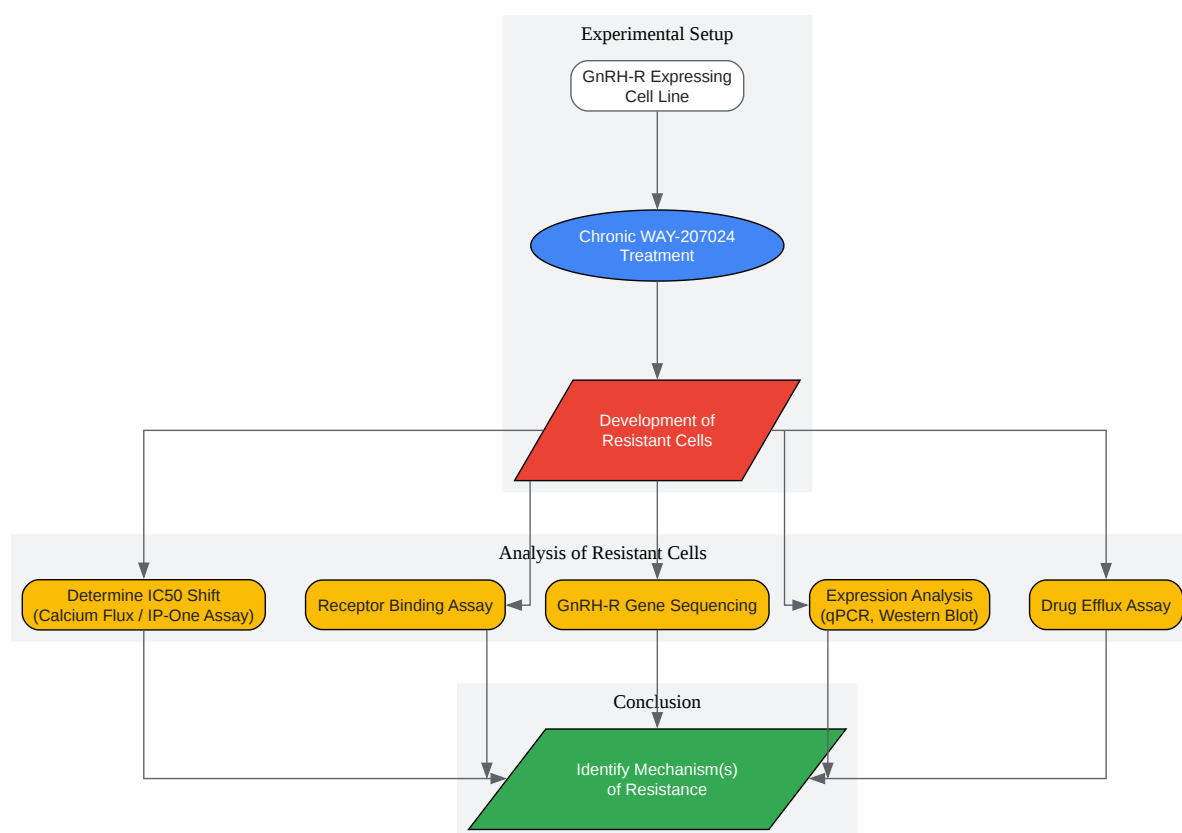 Experimental Setup
GnRH-R Expressing
Cell Line
Chronic WAY-207024
Treatment
Development of
Resistant Cells
Analysis of Resistant Cells
Determine IC50 Shift
(Calcium Flux / IP-One Assay)
Receptor Binding Assay
GnRH-R Gene Sequencing
Expression Analysis
(qPCR, Western Blot)
Drug Efflux Assay
Conclusion
Identify Mechanism(s)
of Resistance